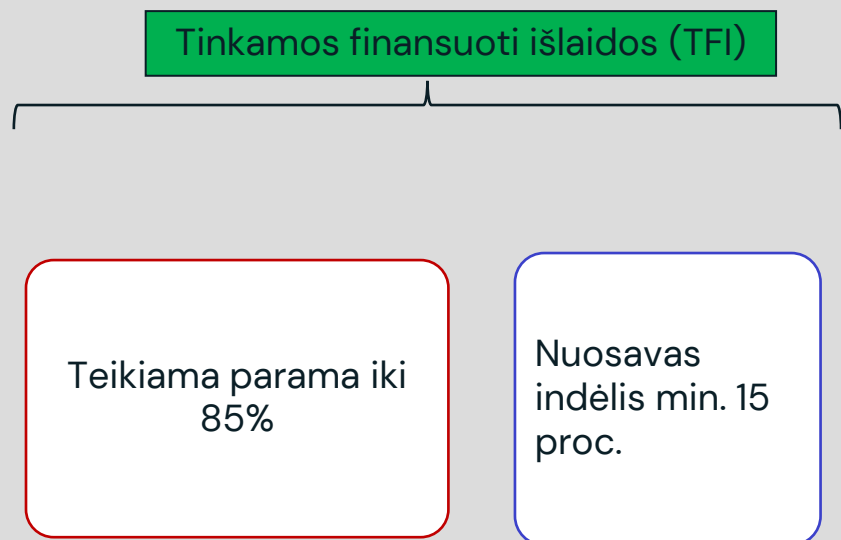 Tinkamos finansuoti išlaidos (TFI)
Teikiama parama iki
85%
Nuosavas
indėlis min. 15
proc.